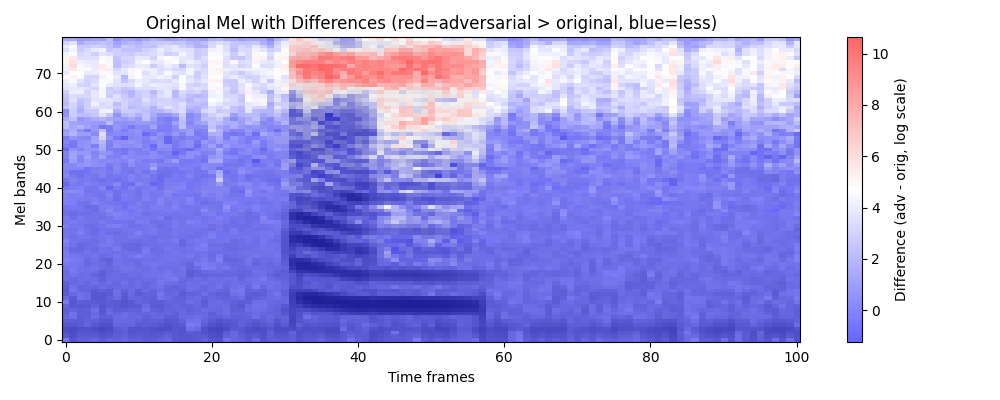 Original Mel with Differences (red=adversarial > original, blue=less)
Mel bands
70
60
50
40
30
20
10
0
0 20 40 60 80 100
Time frames
10
8
6
4
2
0
Difference (adv - orig, log scale)